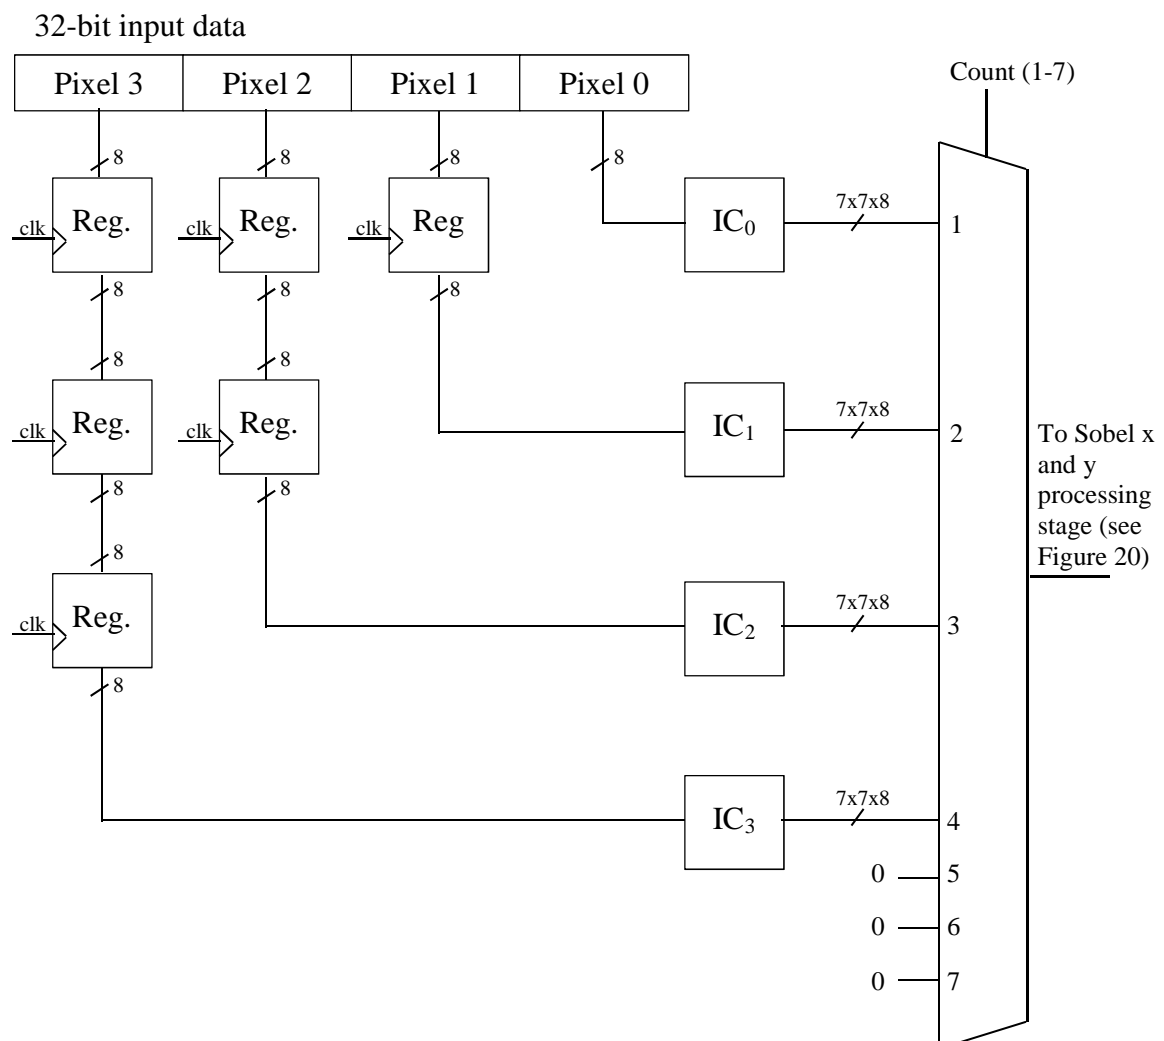 32-bit input data
Pixel 3 Pixel 2 Pixel 1 Pixel 0
Count (1-7)
8 8 8 8
clk Reg. clk Reg. clk Reg IC0 7x7x8 1
8 8 8
8 8
clk Reg. clk Reg. IC1 7x7x8 2
To Sobel x
and y
processing
stage (see
Figure 20)
8 8
8
clk Reg. IC2 7x7x8 3
8
IC3 7x7x8 4
0 5
0 6
0 7